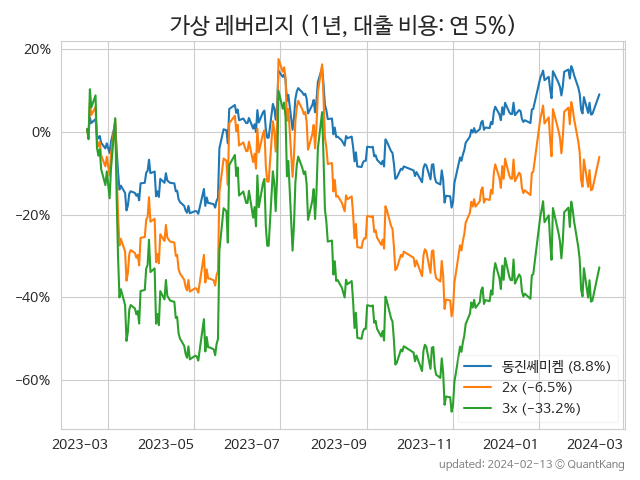 가상 레버리지 (1년, 대출 비용: 연 5%)
20%
0%
−20%
−40%
−60%
동진쎄미켐 (8.8%)
2x (−6.5%)
3x (−33.2%)
2023-03 2023-05 2023-07 2023-09 2023-11 2024-01 2024-03
updated: 2024-02-13 © QuantKang